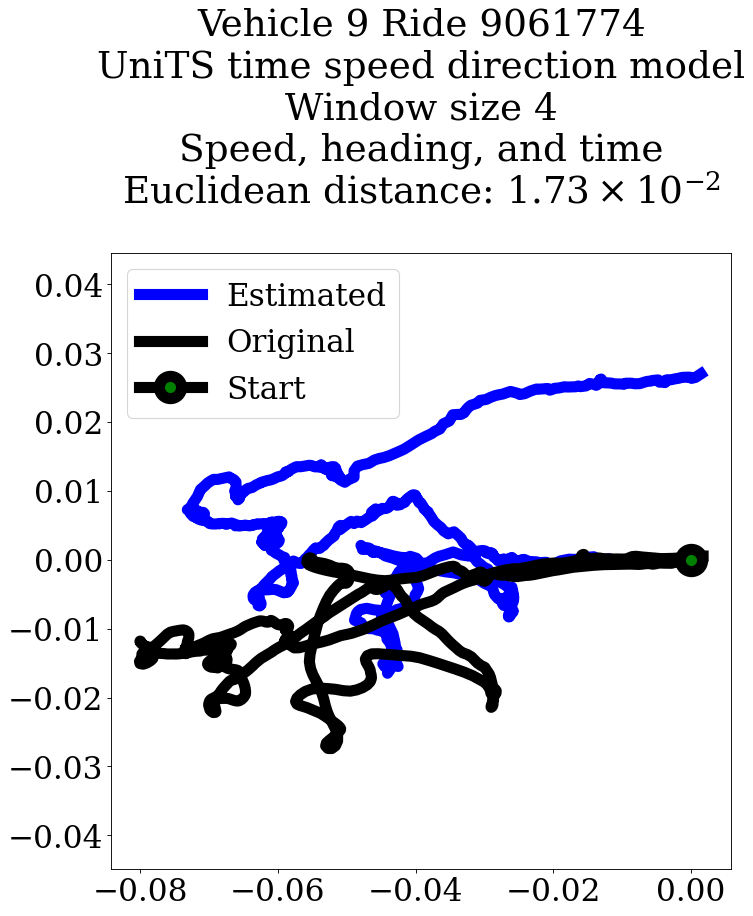 Vehicle 9 Ride 9061774
UniTS time speed direction model
Window size 4
Speed, heading, and time
Euclidean distance: 1.73 × 10⁻²
Estimated
Original
Start
0.04
0.03
0.02
0.01
0.00
−0.01
−0.02
−0.03
−0.04
−0.08 −0.06 −0.04 −0.02 0.00